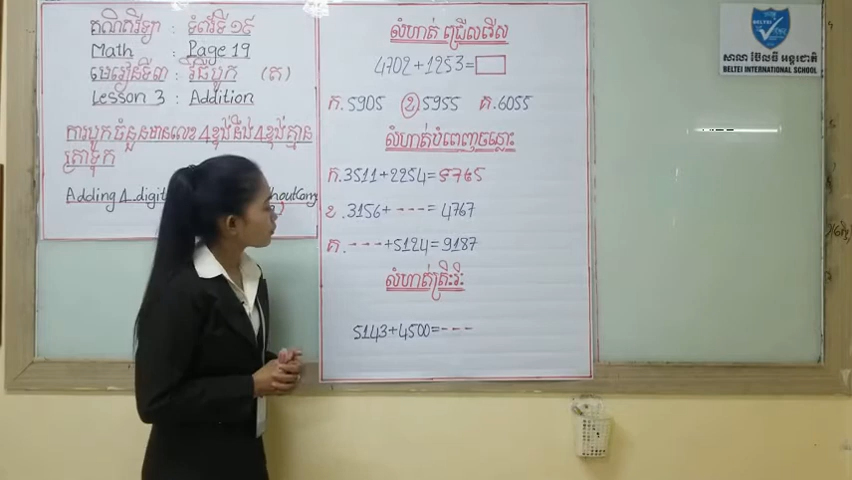 គណិតវិទ្យា : ទំព័រទី ១៩
Math : Page 19
មេរៀនទី៣ : វិធីបូក (ត)
Lesson 3 : Addition
ការបូកចំនួនមានលេខ 4 ខ្ទង់នឹង 4 ខ្ទង់គ្មាន
ត្រាទុក
Adding 4 digit
hout Carry
លំហាត់ ជ្រើសរើស
4702+1253=
ក. 5905 ខ 5955 គ. 6055
លំហាត់បំពេញចន្លោះ
ក. 3511+2254= 5765
ខ. 3156+ --- = 4767
គ. --- +5124= 9187
លំហាត់ត្រិះរិះ
5143+4500= ---
BELTEI
សាលា ប៊ែលធី អន្តរជាតិ
BELTEI INTERNATIONAL SCHOOL